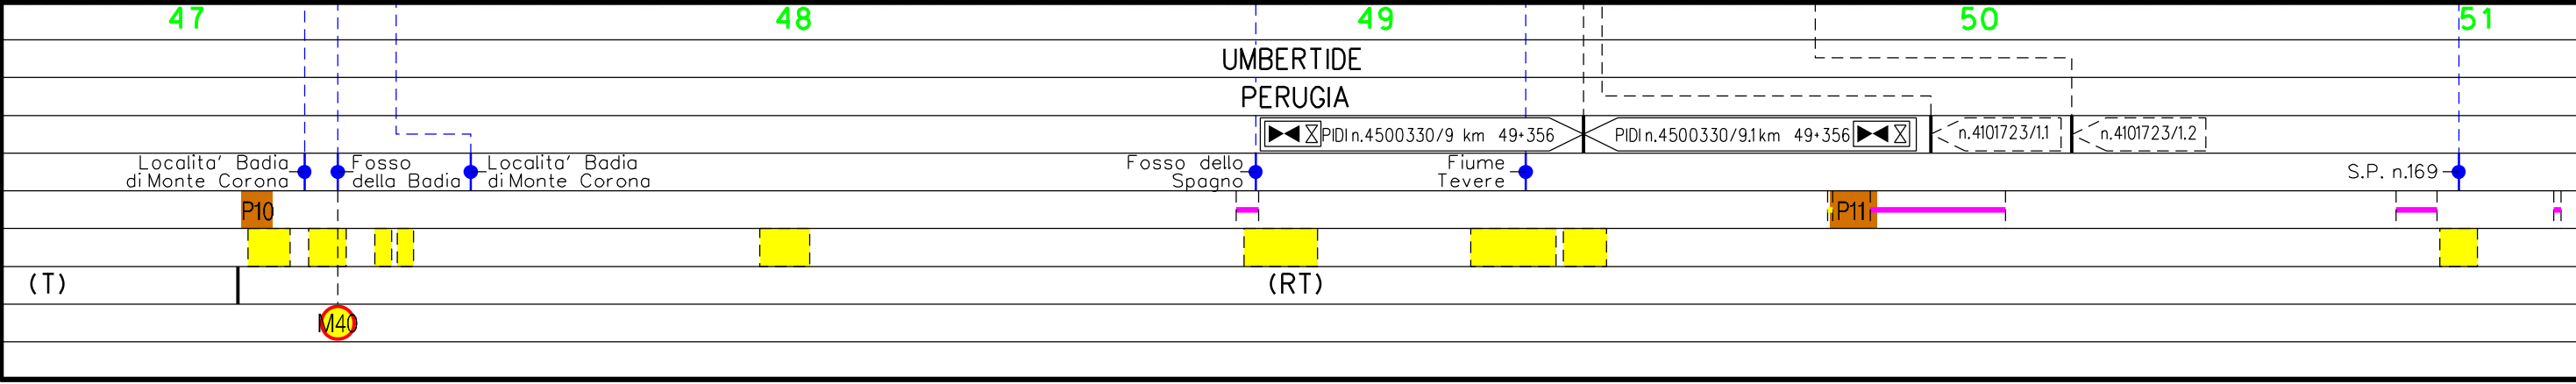 47 48 49 50 51
UMBERTIDE
PERUGIA
PIDI n.4500330/9 km 49+356 PIDI n.4500330/9.1 km 49+356 n.4101723/1.1 n.4101723/1.2
Localita' Badia
di Monte Corona
Fosso
della Badia
Localita' Badia
di Monte Corona
Fosso dello
Spagno
Fiume
Tevere
S.P. n.169
P10 P11
(T) (RT)
M40